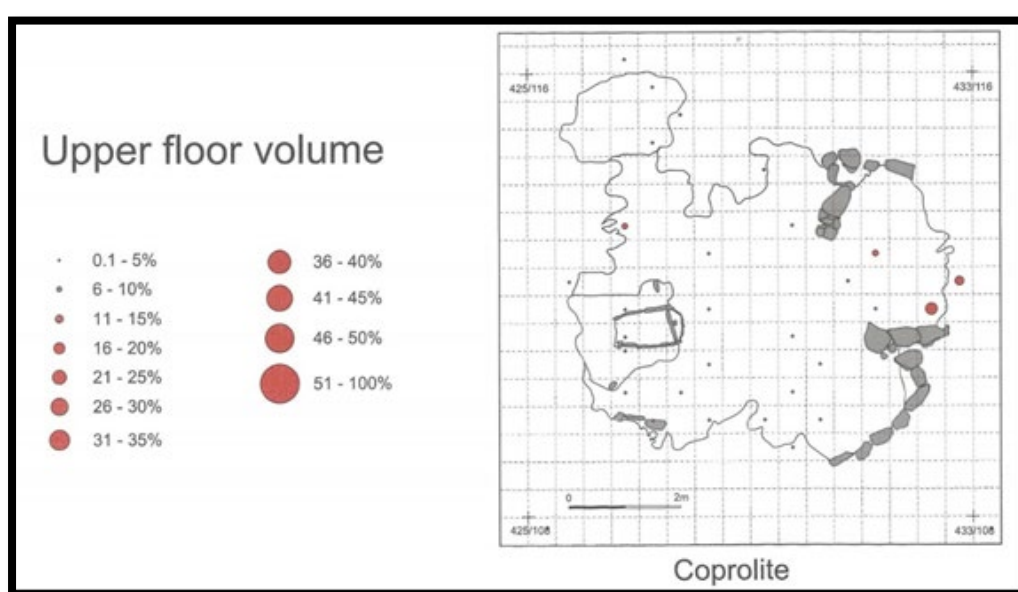 Upper floor volume
0.1 - 5%
6 - 10%
11 - 15%
16 - 20%
21 - 25%
26 - 30%
31 - 35%
36 - 40%
41 - 45%
46 - 50%
51 - 100%
425/116
433/116
0
2m
425/108
433/108
Coprolite